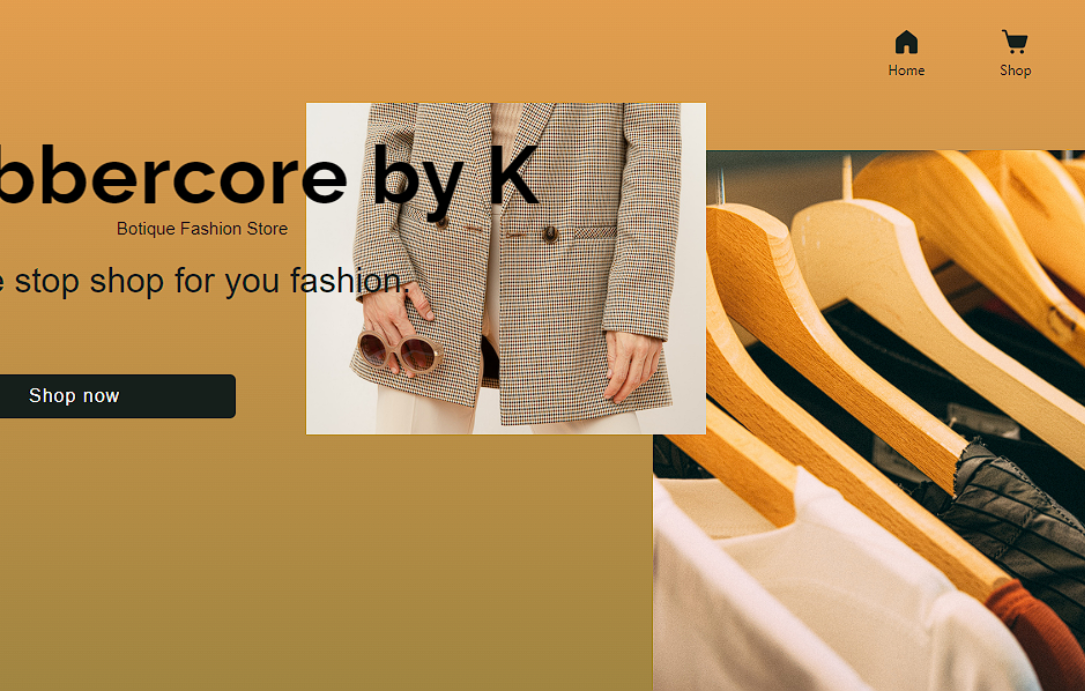 Home
Shop
bbercore by K
Botique Fashion Store
e stop shop for you fashion.
Shop now